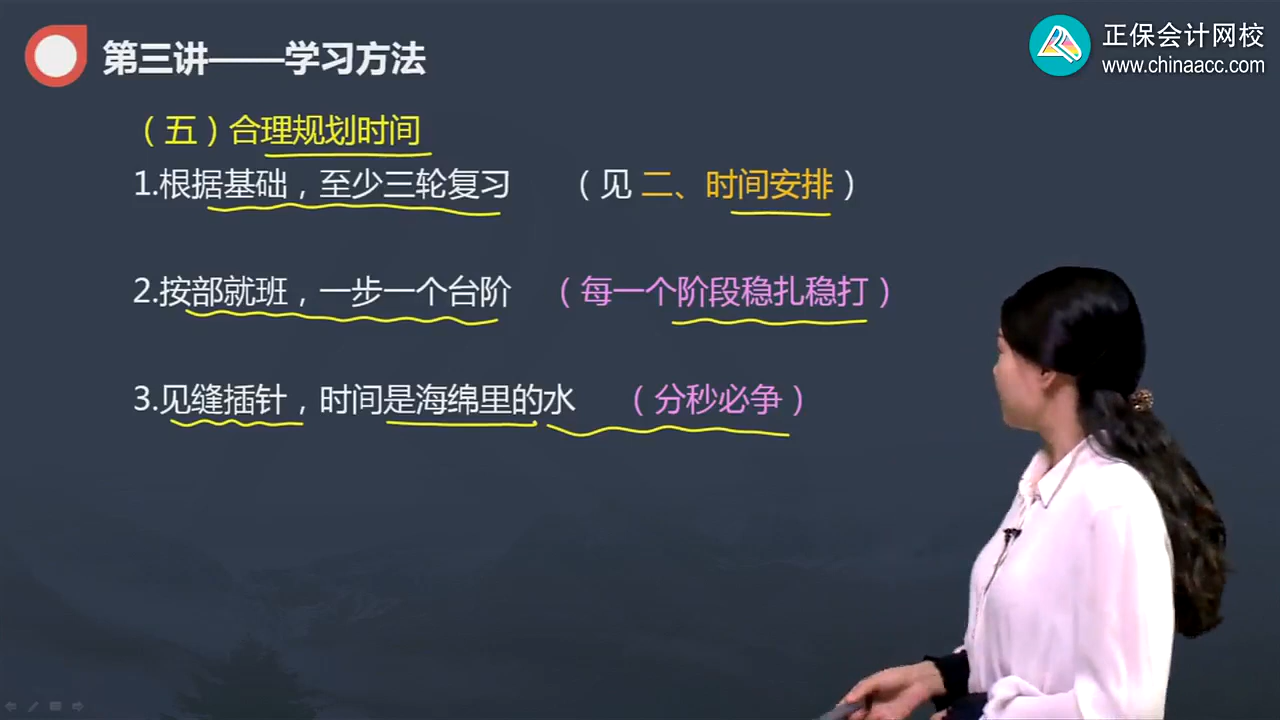 第三讲——学习方法
正保会计网校
www.chinaacc.com
（五）合理规划时间
1.根据基础，至少三轮复习 （见 二、时间安排）
2.按部就班，一步一个台阶 （每一个阶段稳扎稳打）
3.见缝插针，时间是海绵里的水 （分秒必争）